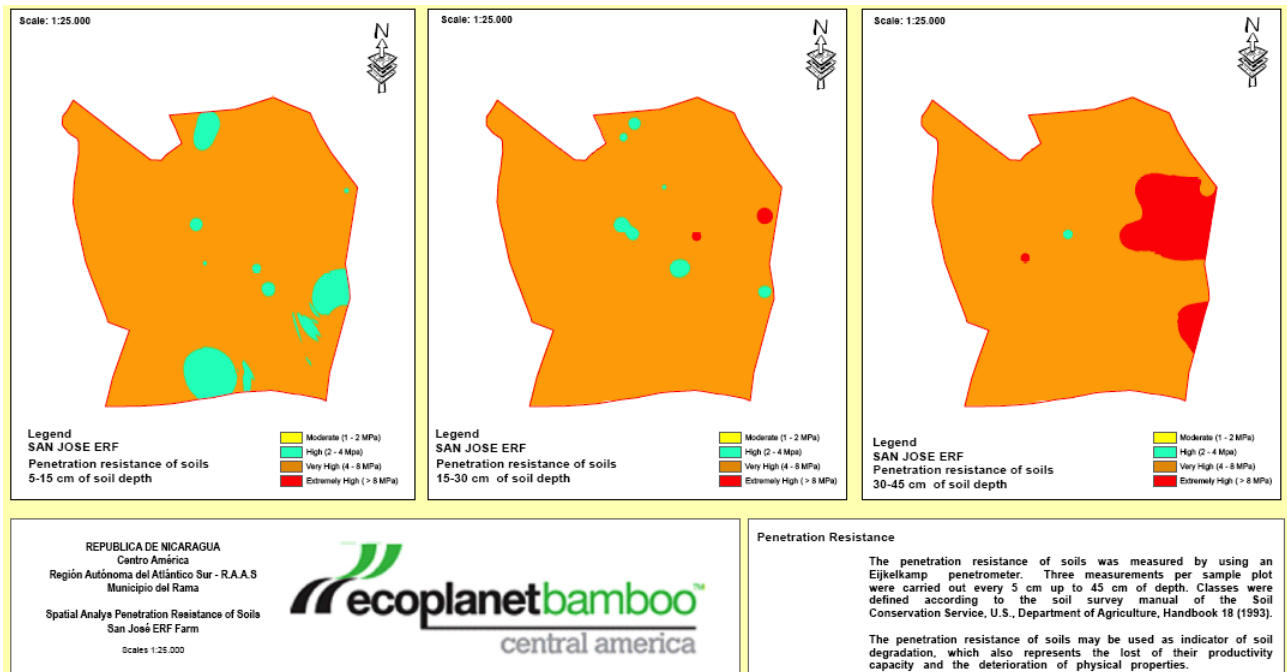 Scale: 1:25.000
N
Legend
SAN JOSE ERF
Penetration resistance of soils
5-15 cm of soil depth
Moderate (1 - 2 MPa)
High (2 - 4 Mpa)
Very High (4 - 8 MPa)
Extremely High ( > 8 MPa)
Scale: 1:25.000
N
Legend
SAN JOSE ERF
Penetration resistance of soils
15-30 cm of soil depth
Moderate (1 - 2 MPa)
High (2 - 4 MPa)
Very High (4 - 8 MPa)
Extremely High ( > 8 MPa)
Scale: 1:25.000
N
Legend
SAN JOSE ERF
Penetration resistance of soils
30-45 cm of soil depth
Moderate (1 - 2 MPa)
High (2 - 4 MPa)
Very High (4 - 8 MPa)
Extremely High ( > 8 MPa)
REPUBLICA DE NICARAGUA
Centro América
Región Autónoma del Atlántico Sur - R.A.A.S
Municipio del Rama
Spatial Analys Penetration Resistance of Soils
San José ERF Farm
Scales 1:25.000
ecoplanetbamboo™
central america
Penetration Resistance
The penetration resistance of soils was measured by using an
Eijkelkamp penetrometer. Three measurements per sample plot
were carried out every 5 cm up to 45 cm of depth. Classes were
defined according to the soil survey manual of the Soil
Conservation Service, U.S., Department of Agriculture, Handbook 18 (1993).
The penetration resistance of soils may be used as indicator of soil
degradation, which also represents the lost of their productivity
capacity and the deterioration of physical properties.